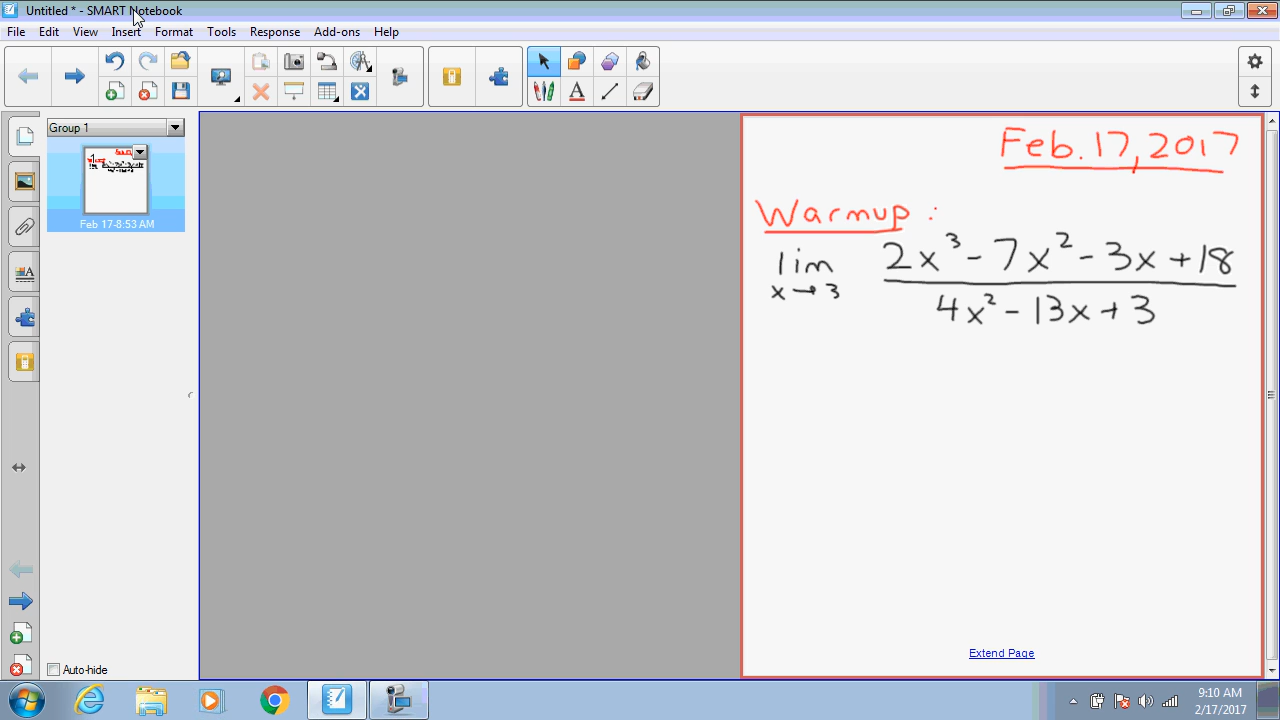 Untitled * - SMART Notebook
File Edit View Insert Format Tools Response Add-ons Help
Group 1
Feb 17-8:53 AM
Feb. 17, 2017
Warmup :
lim 2x³ - 7x² - 3x + 18
x → 3 4x² - 13x + 3
Extend Page
Auto-hide
9:10 AM
2/17/2017